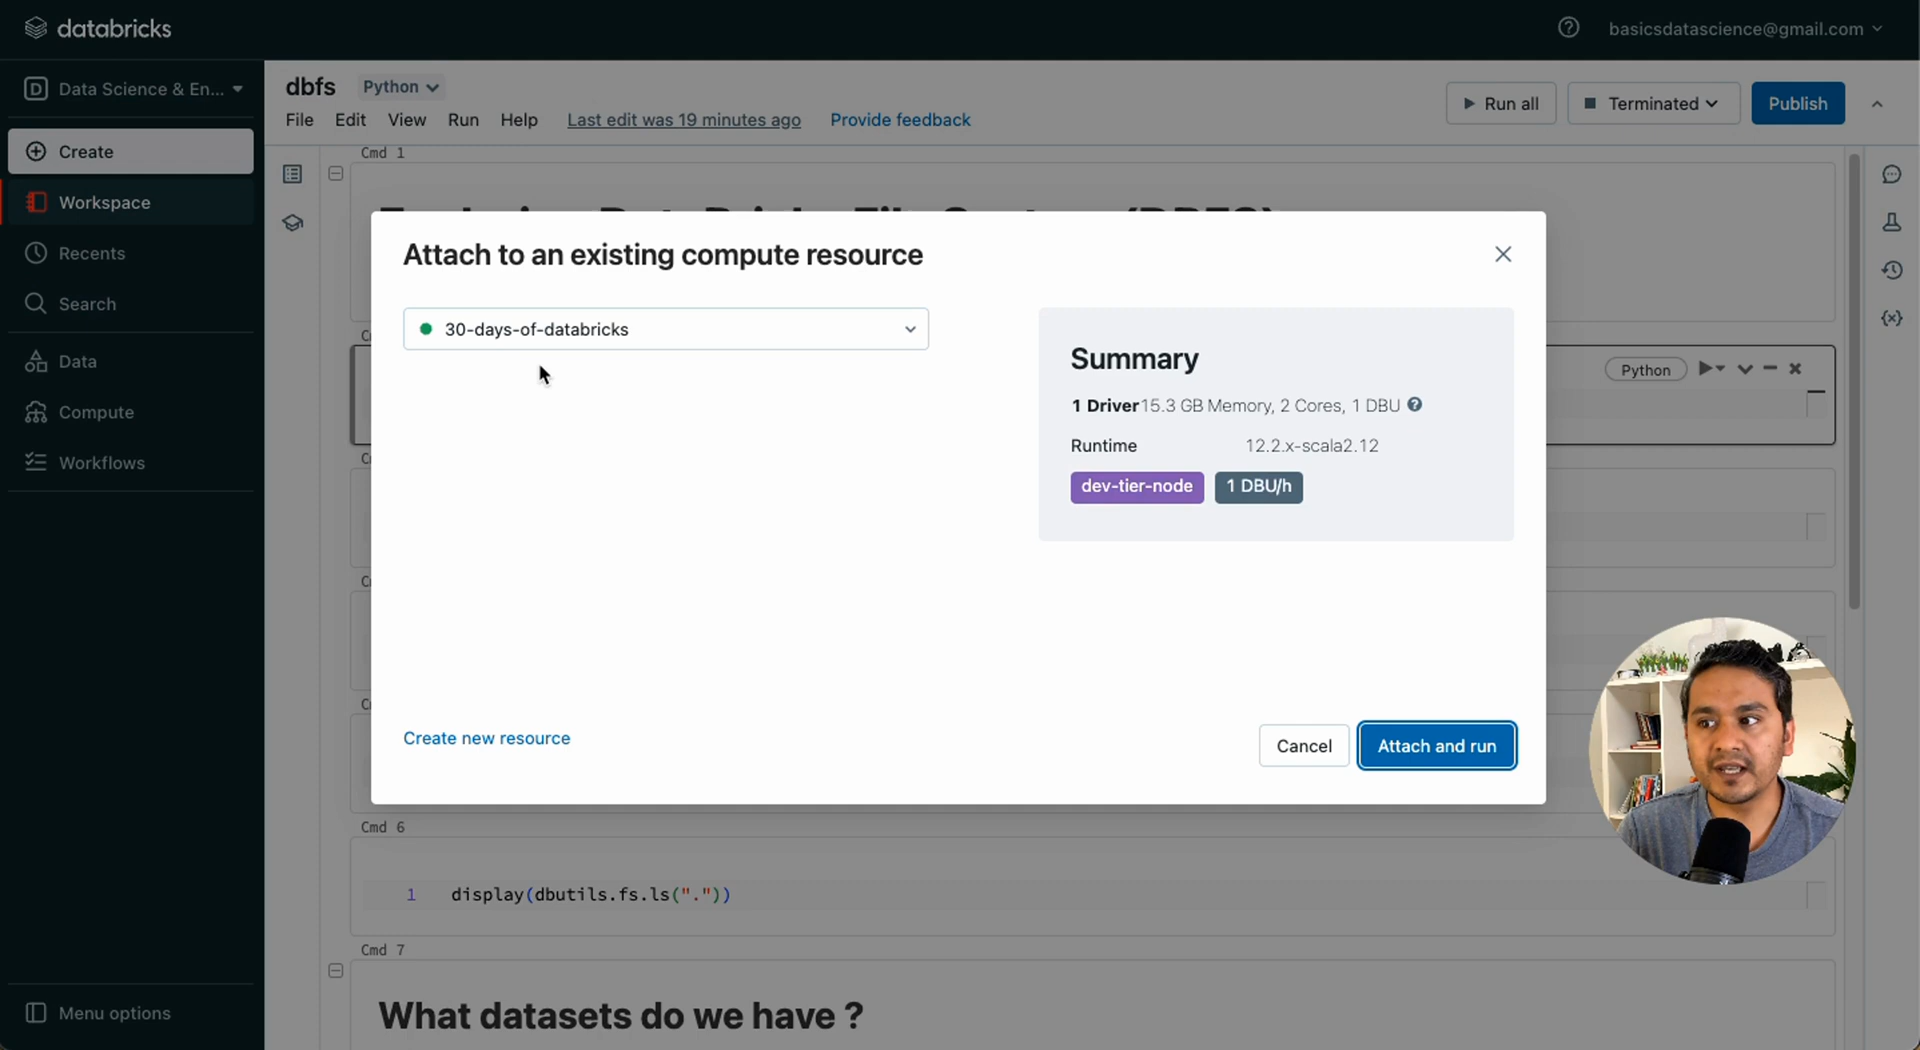 databricks
basicsdatascience@gmail.com
D Data Science & En...
dbfs
Python
File Edit View Run Help Last edit was 19 minutes ago Provide feedback
Run all
Terminated
Publish
Create
Workspace
Recents
Search
Data
Compute
Workflows
Menu options
Cmd 1
Attach to an existing compute resource
30-days-of-databricks
Summary
1 Driver 15.3 GB Memory, 2 Cores, 1 DBU
Runtime 12.2.x-scala2.12
dev-tier-node 1 DBU/h
Python
Create new resource
Cancel
Attach and run
Cmd 6
1 display(dbutils.fs.ls("."))
Cmd 7
What datasets do we have ?